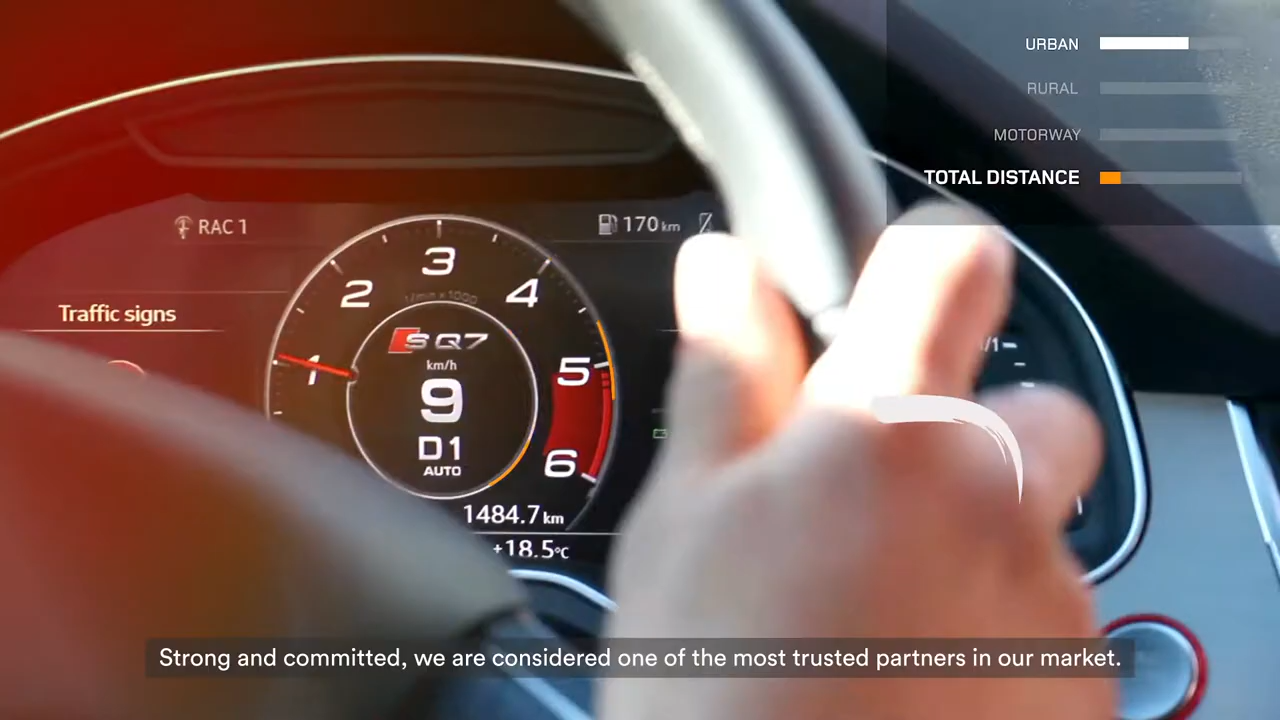 URBAN
RURAL
MOTORWAY
TOTAL DISTANCE
RAC 1
170 km
Traffic signs
1
2
3
4
5
6
SQ7
km/h
9
D1
AUTO
1484.7 km
+18.5°C
Strong and committed, we are considered one of the most trusted partners in our market.